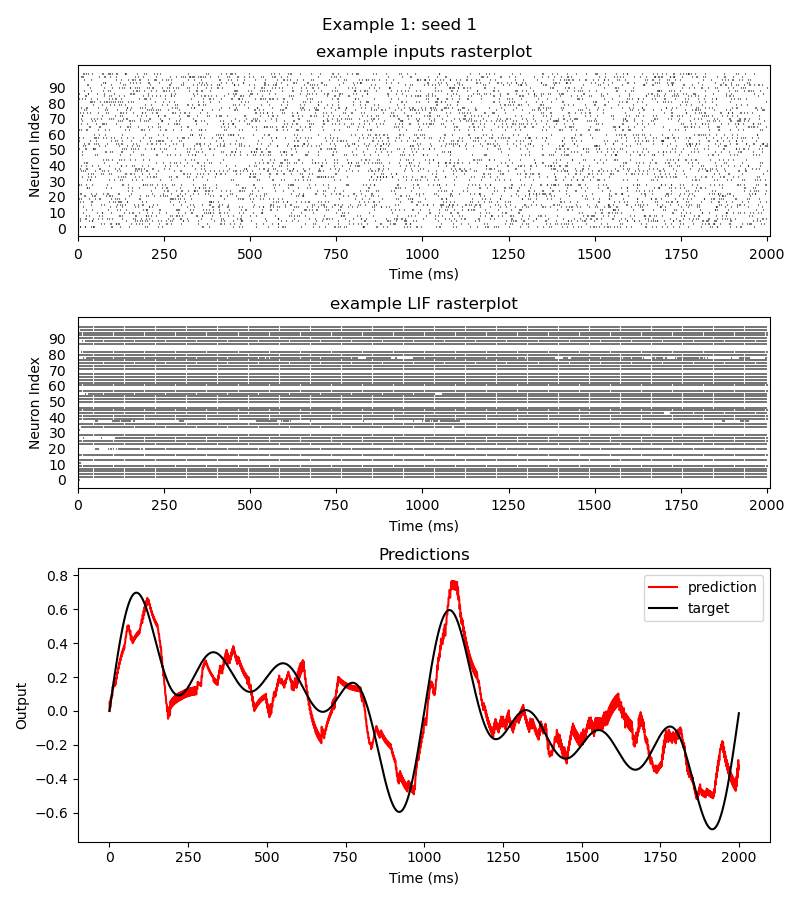 Example 1: seed 1
example inputs rasterplot
Neuron Index
90
80
70
60
50
40
30
20
10
0
0 250 500 750 1000 1250 1500 1750 2000
Time (ms)
example LIF rasterplot
Neuron Index
90
80
70
60
50
40
30
20
10
0
0 250 500 750 1000 1250 1500 1750 2000
Time (ms)
Predictions
Output
0.8
0.6
0.4
0.2
0.0
−0.2
−0.4
−0.6
prediction
target
0 250 500 750 1000 1250 1500 1750 2000
Time (ms)